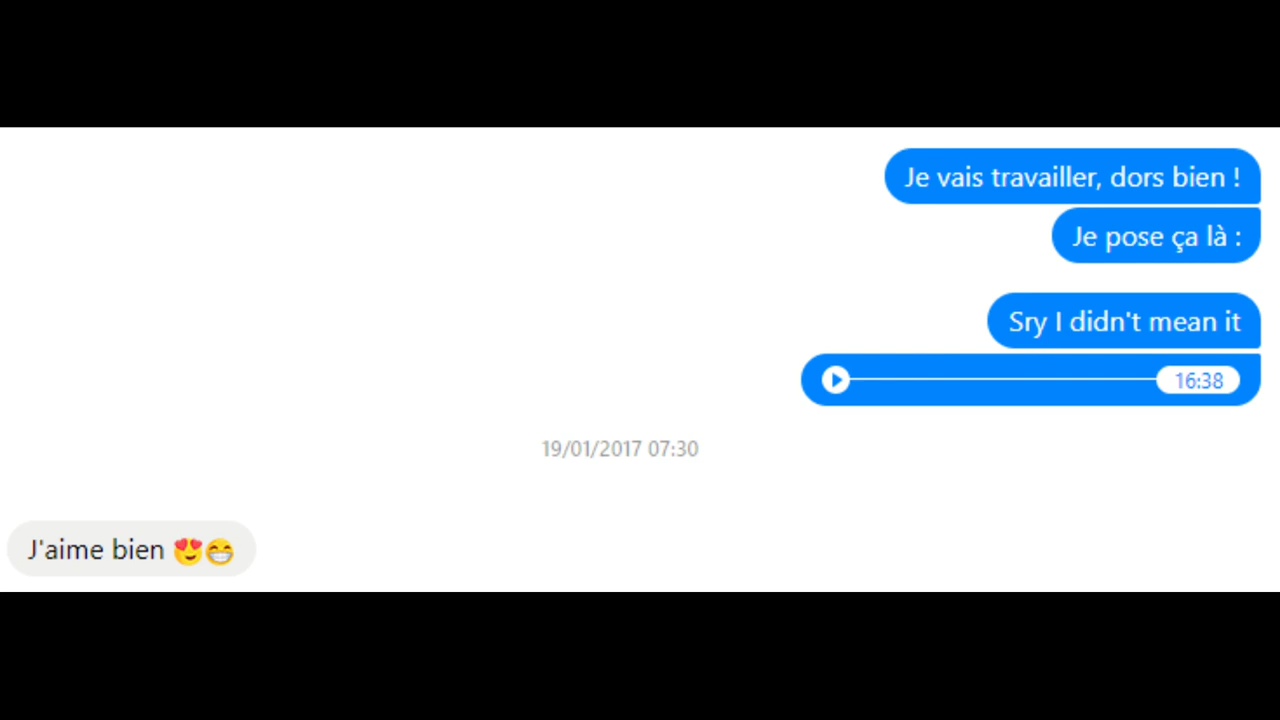 Je vais travailler, dors bien !
Je pose ça là :
Sry I didn't mean it
16:38
19/01/2017 07:30
J'aime bien 😍😁